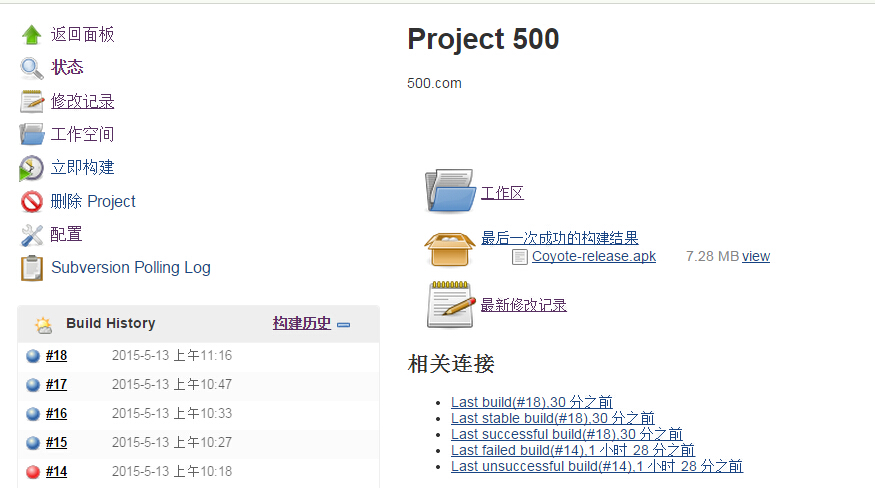 返回面板
状态
修改记录
工作空间
立即构建
删除 Project
配置
Subversion Polling Log
Build History 构建历史
#18 2015-5-13 上午11:16
#17 2015-5-13 上午10:47
#16 2015-5-13 上午10:33
#15 2015-5-13 上午10:27
#14 2015-5-13 上午10:18
Project 500
500.com
工作区
最后一次成功的构建结果
Coyote-release.apk 7.28 MB view
最新修改记录
相关连接
Last build(#18),30 分之前
Last stable build(#18),30 分之前
Last successful build(#18),30 分之前
Last failed build(#14),1 小时 28 分之前
Last unsuccessful build(#14),1 小时 28 分之前